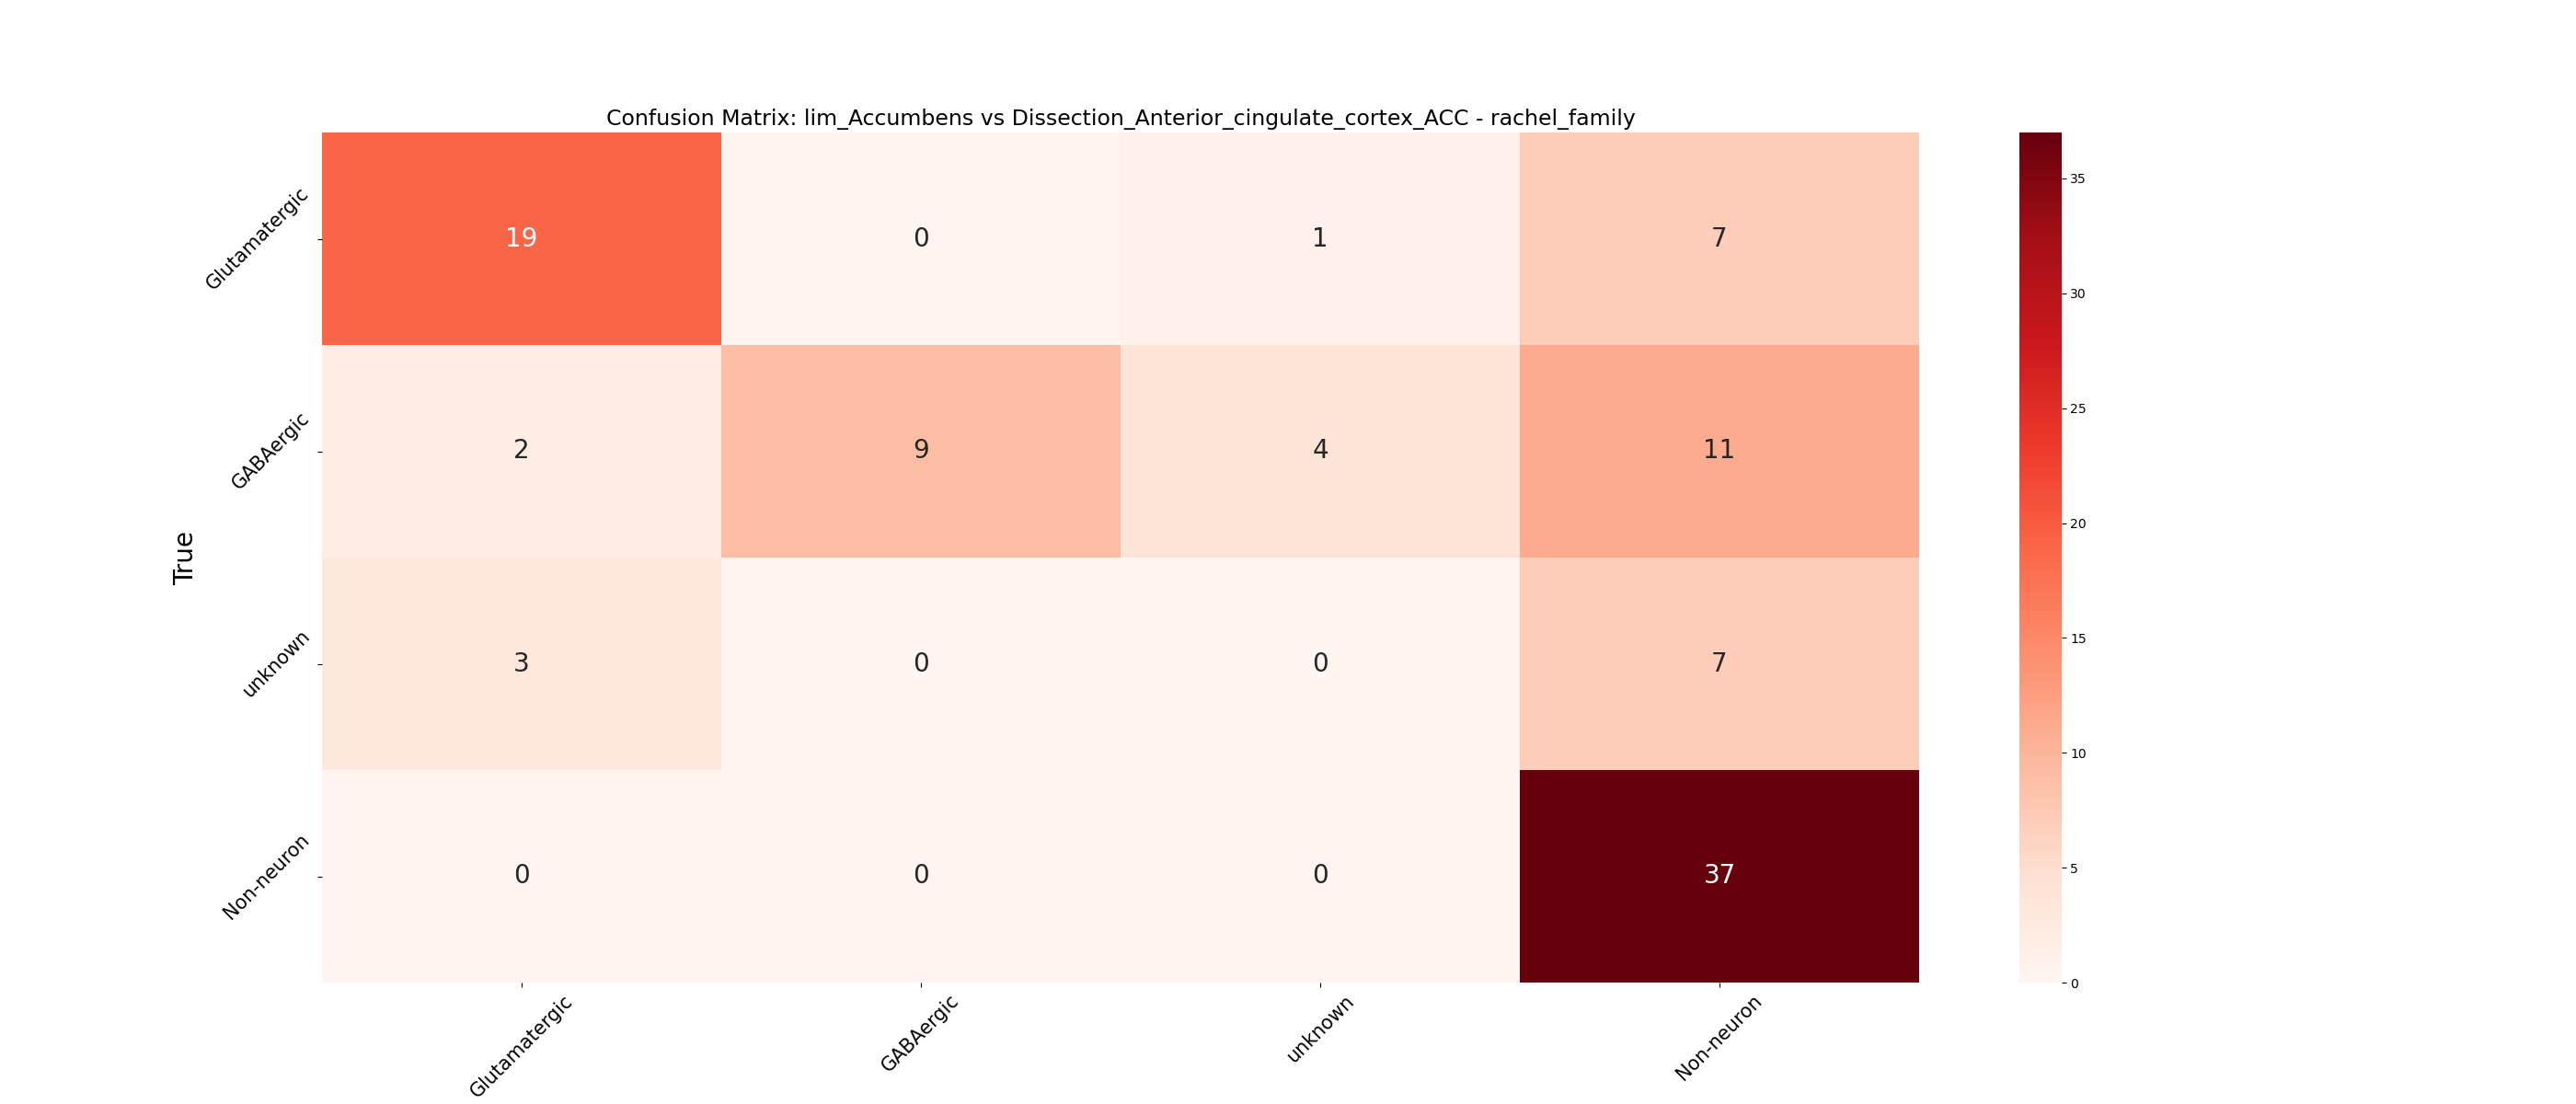 Confusion Matrix: lim_Accumbens vs Dissection_Anterior_cingulate_cortex_ACC - rachel_family
True
Glutamatergic
19 0 1 7
GABAergic
2 9 4 11
unknown
3 0 0 7
Non-neuron
0 0 0 37
Glutamatergic GABAergic unknown Non-neuron
35
30
25
20
15
10
5
0